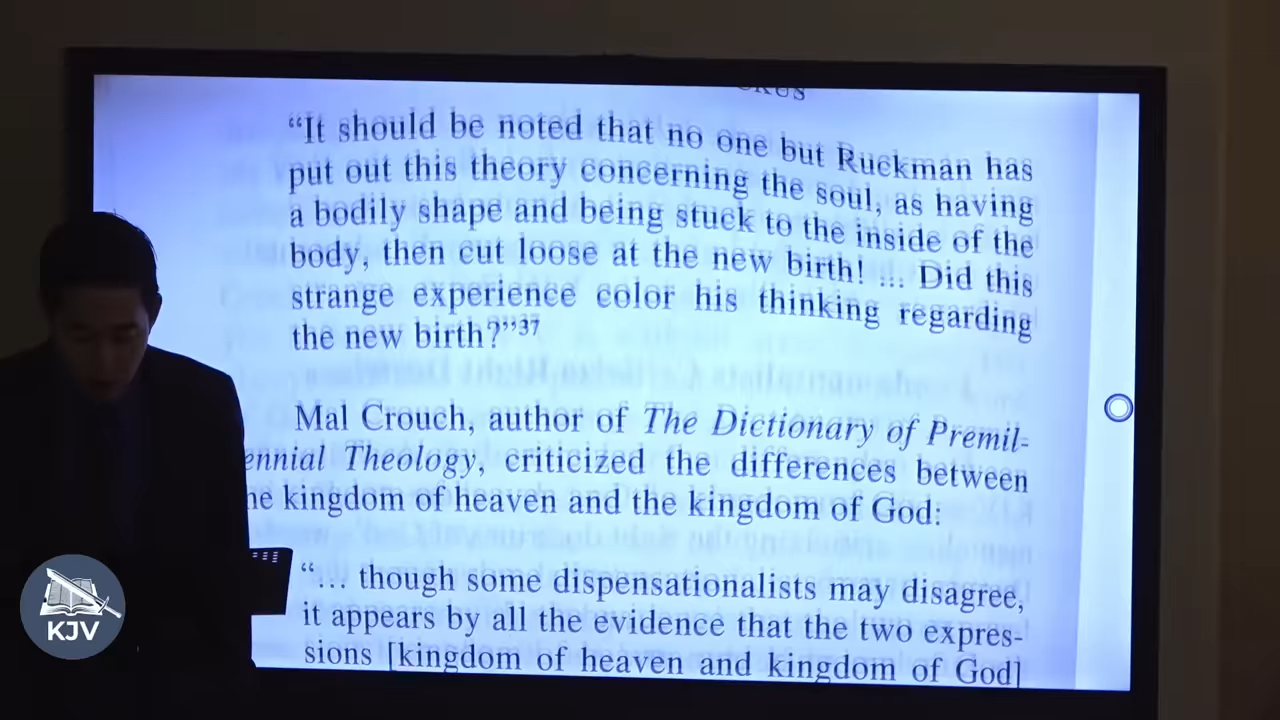 “It should be noted that no one but Ruckman has
put out this theory concerning the soul, as having
a bodily shape and being stuck to the inside of the
body, then cut loose at the new birth! ... Did this
strange experience color his thinking regarding
the new birth?”37
Mal Crouch, author of The Dictionary of Premil-
ennial Theology, criticized the differences between
he kingdom of heaven and the kingdom of God:
“... though some dispensationalists may disagree,
it appears by all the evidence that the two expres-
sions [kingdom of heaven and kingdom of God]
KJV